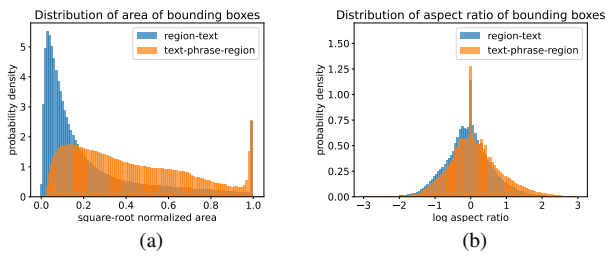 Distribution of area of bounding boxes
region-text
text-phrase-region
probability density
5
4
3
2
1
0
0.0 0.2 0.4 0.6 0.8 1.0
square-root normalized area
(a)
Distribution of aspect ratio of bounding boxes
region-text
text-phrase-region
probability density
1.50
1.25
1.00
0.75
0.50
0.25
0.00
−3 −2 −1 0 1 2 3
log aspect ratio
(b)